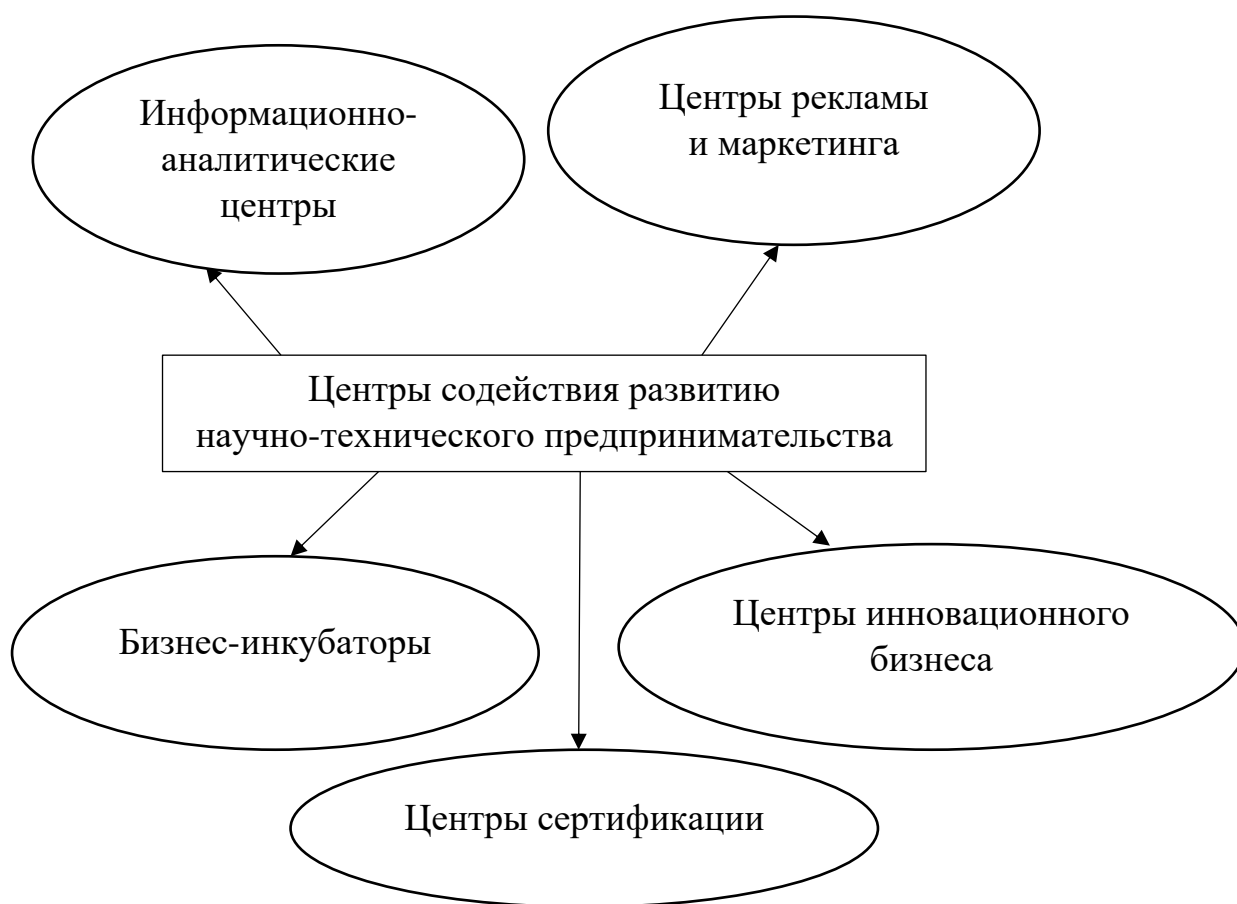 Информационно-
аналитические
центры
Центры рекламы
и маркетинга
Центры содействия развитию
научно-технического предпринимательства
Бизнес-инкубаторы
Центры инновационного
бизнеса
Центры сертификации